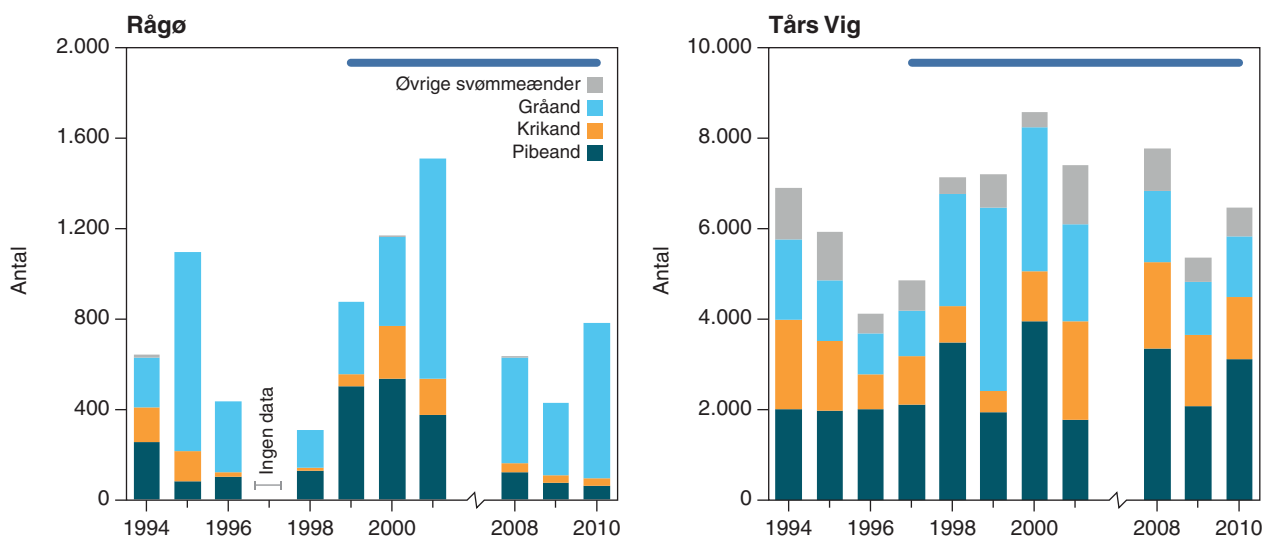 Rågø
2.000
1.600
1.200
800
400
0
Antal
Øvrige svømmeænder
Gråand
Krikand
Pibeand
Ingen data
1994 1996 1998 2000 2008 2010
Tårs Vig
10.000
8.000
6.000
4.000
2.000
0
Antal
1994 1996 1998 2000 2008 2010